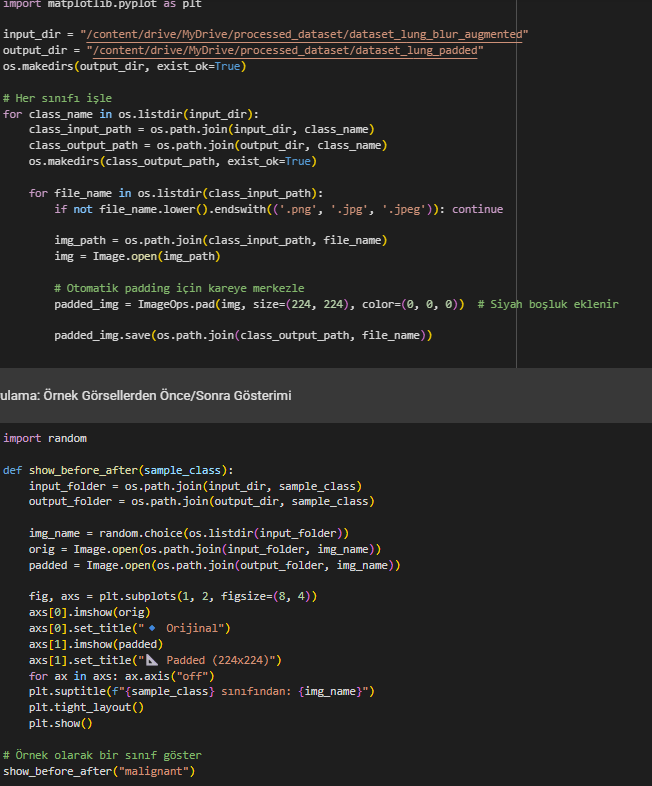 import matplotlib.pyplot as plt
input_dir = "/content/drive/MyDrive/processed_dataset/dataset_lung_blur_augmented"
output_dir = "/content/drive/MyDrive/processed_dataset/dataset_lung_padded"
os.makedirs(output_dir, exist_ok=True)
# Her sınıfı işle
for class_name in os.listdir(input_dir):
    class_input_path = os.path.join(input_dir, class_name)
    class_output_path = os.path.join(output_dir, class_name)
    os.makedirs(class_output_path, exist_ok=True)
    for file_name in os.listdir(class_input_path):
        if not file_name.lower().endswith(('.png', '.jpg', '.jpeg')): continue
        img_path = os.path.join(class_input_path, file_name)
        img = Image.open(img_path)
        # Otomatik padding için kareye merkezle
        padded_img = ImageOps.pad(img, size=(224, 224), color=(0, 0, 0))  # Siyah boşluk eklenir
        padded_img.save(os.path.join(class_output_path, file_name))
ulama: Örnek Görsellerden Önce/Sonra Gösterimi
import random
def show_before_after(sample_class):
    input_folder = os.path.join(input_dir, sample_class)
    output_folder = os.path.join(output_dir, sample_class)
    img_name = random.choice(os.listdir(input_folder))
    orig = Image.open(os.path.join(input_folder, img_name))
    padded = Image.open(os.path.join(output_folder, img_name))
    fig, axs = plt.subplots(1, 2, figsize=(8, 4))
    axs[0].imshow(orig)
    axs[0].set_title("🔹 Orijinal")
    axs[1].imshow(padded)
    axs[1].set_title("📐 Padded (224x224)")
    for ax in axs: ax.axis("off")
    plt.suptitle(f"{sample_class} sınıfından: {img_name}")
    plt.tight_layout()
    plt.show()
# Örnek olarak bir sınıf göster
show_before_after("malignant")